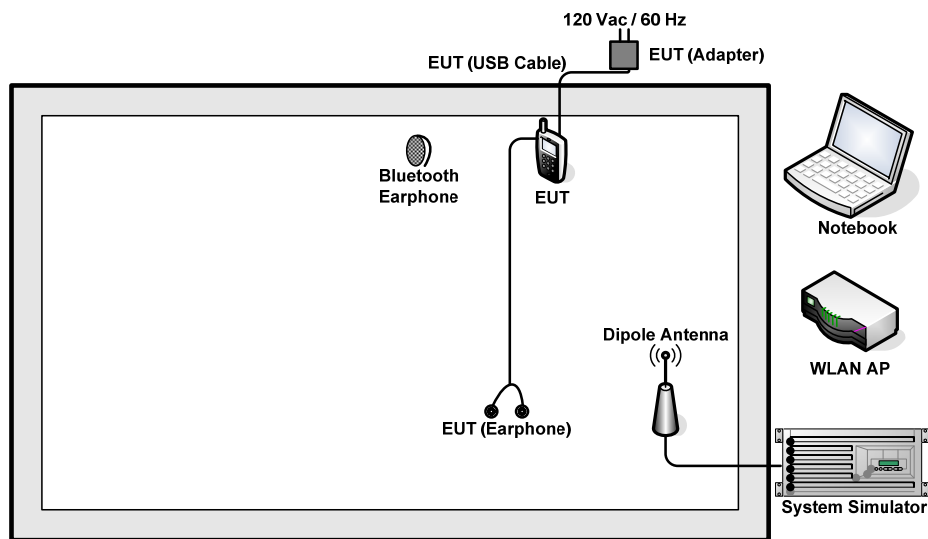 120 Vac / 60 Hz
EUT (USB Cable)
EUT (Adapter)
Bluetooth
Earphone
EUT
Notebook
Dipole Antenna
WLAN AP
EUT (Earphone)
System Simulator